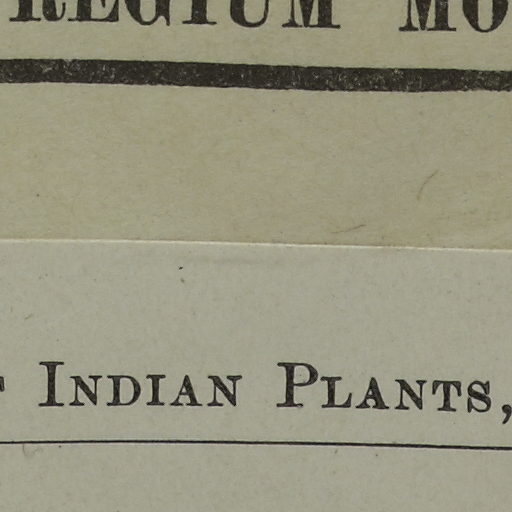 REGIUM MO
INDIAN PLANTS,